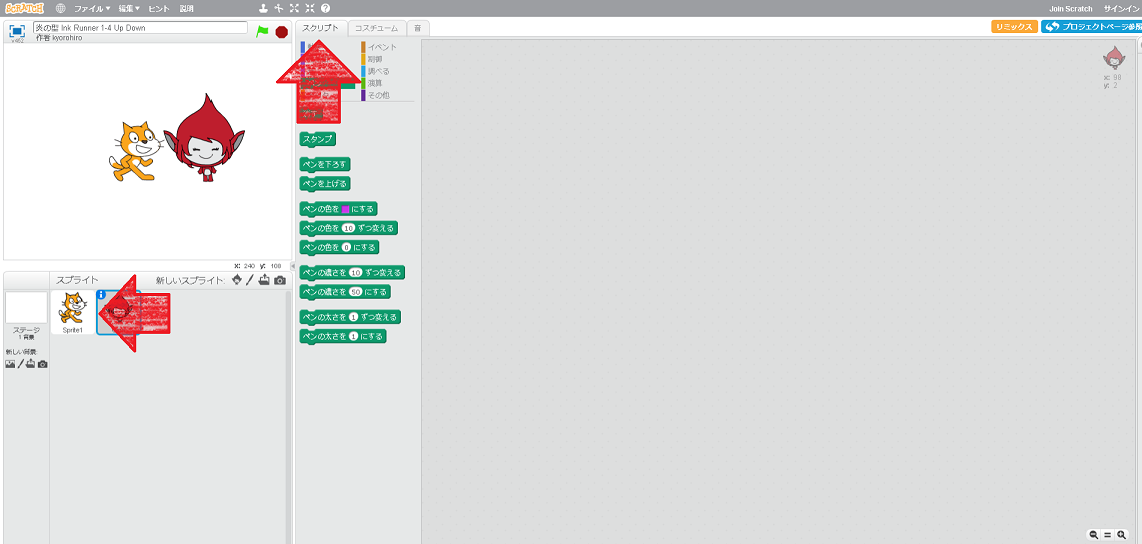 SCRATCH ファイル▼ 編集▼ ヒント 説明 Join Scratch サインイン
炎の型 Ink Runner 1-4 Up Down
作者 kyorohiro
v462
スクリプト コスチューム 音
リミックス プロジェクトページ参照
イベント
制御
調べる
演算
その他
x: 98
y: 2
スタンプ
ペンを下ろす
ペンを上げる
ペンの色を にする
ペンの色を 10 ずつ変える
ペンの色を 0 にする
ペンの濃さを 10 ずつ変える
ペンの濃さを 50 にする
ペンの太さを 1 ずつ変える
ペンの太さを 1 にする
x: 240 y: 108
スプライト 新しいスプライト:
Sprite1
ステージ
1 背景
新しい背景: